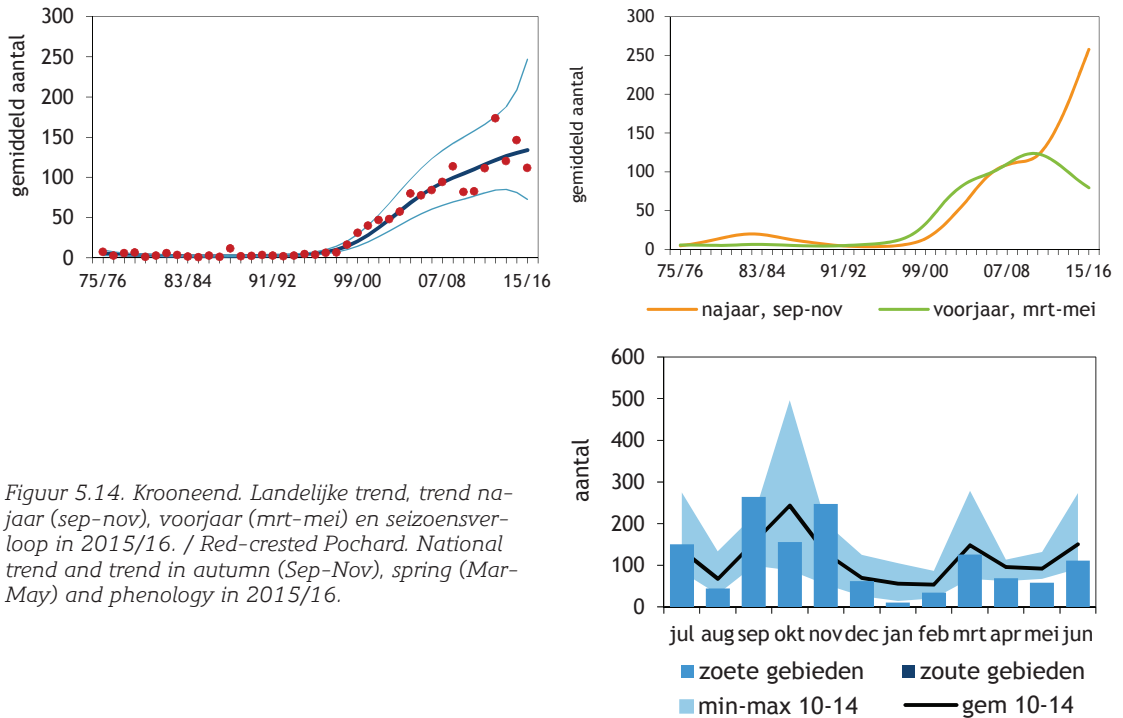 300
250
200
150
100
50
0
gemiddeld aantal
75/76 83/84 91/92 99/00 07/08 15/16
300
250
200
150
100
50
0
gemiddeld aantal
75/76 83/84 91/92 99/00 07/08 15/16
najaar, sep-nov voorjaar, mrt-mei
Figuur 5.14. Krooneend. Landelijke trend, trend na-
jaar (sep-nov), voorjaar (mrt-mei) en seizoensver-
loop in 2015/16. / Red-crested Pochard. National
trend and trend in autumn (Sep-Nov), spring (Mar-
May) and phenology in 2015/16.
600
500
400
300
200
100
0
aantal
jul aug sep okt nov dec jan feb mrt apr mei jun
zoete gebieden zoute gebieden
min-max 10-14 gem 10-14